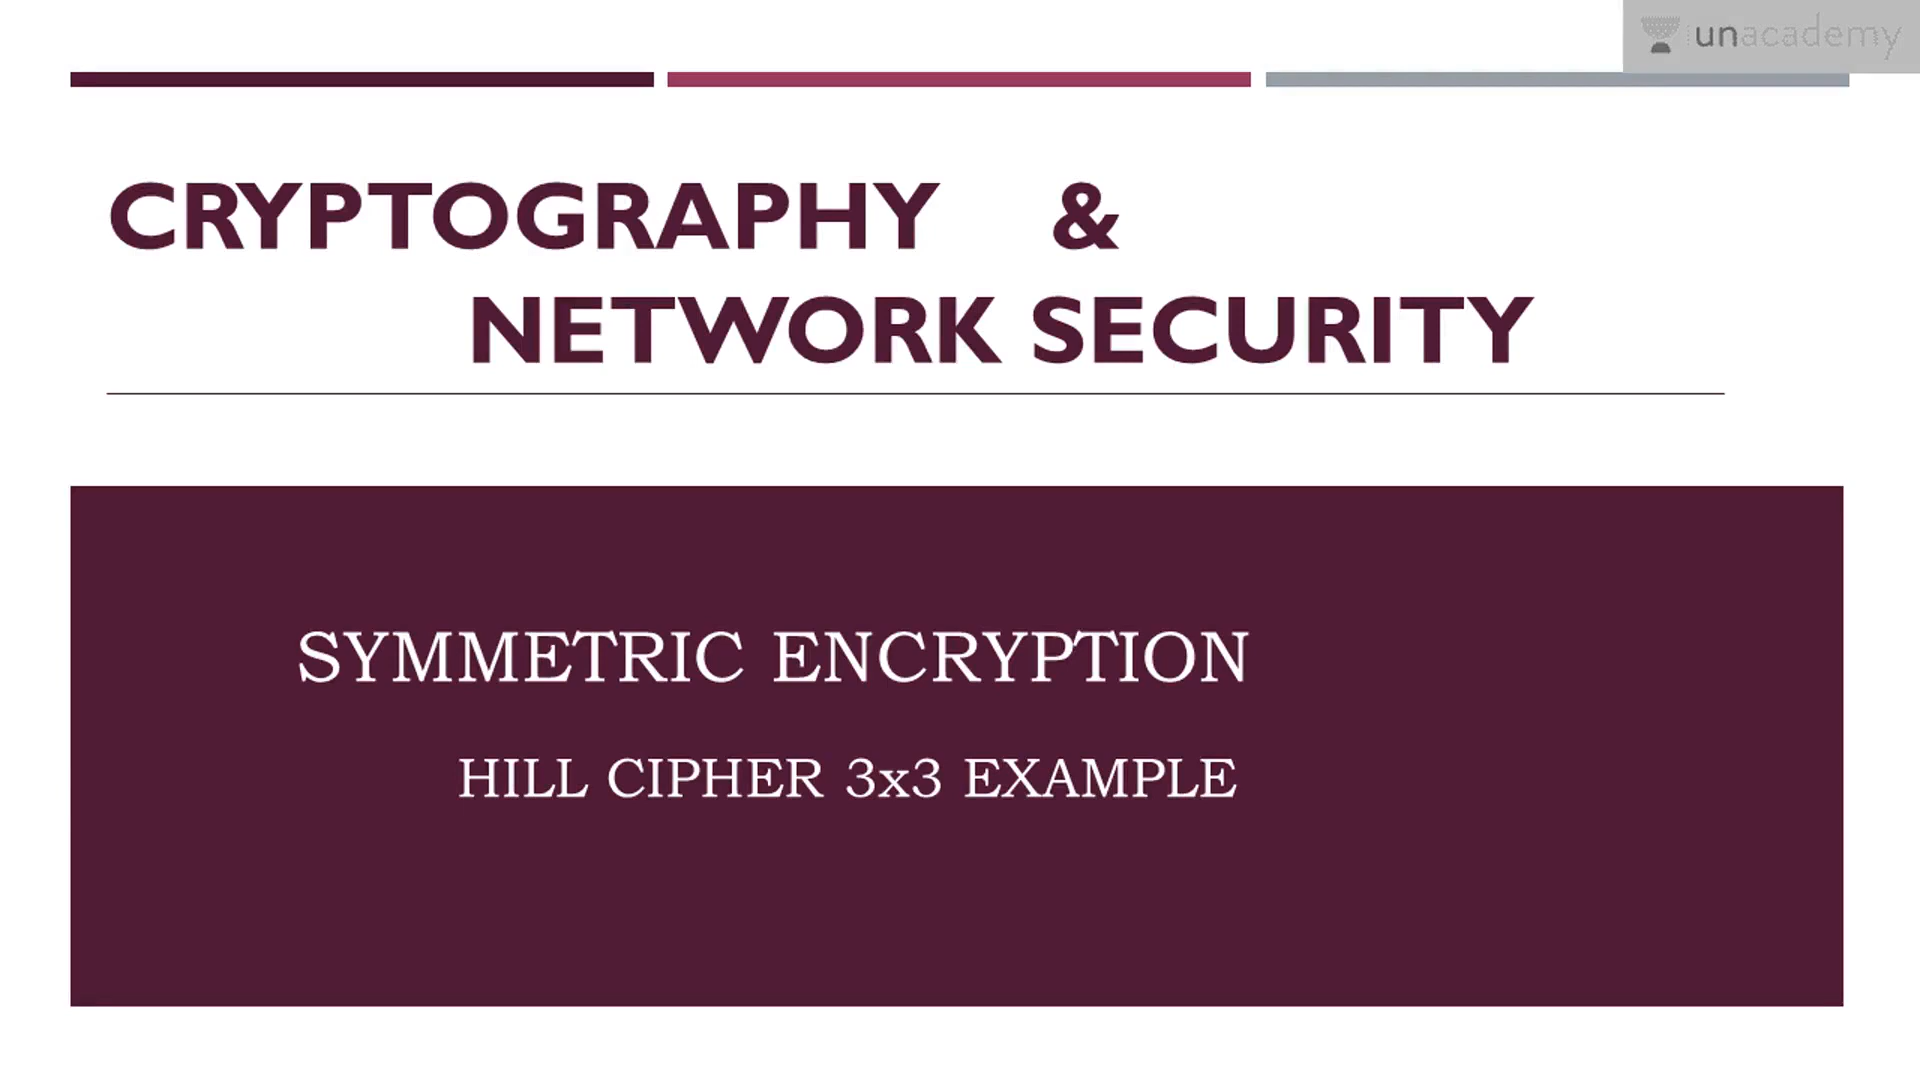 unacademy
CRYPTOGRAPHY &
NETWORK SECURITY
SYMMETRIC ENCRYPTION
HILL CIPHER 3x3 EXAMPLE